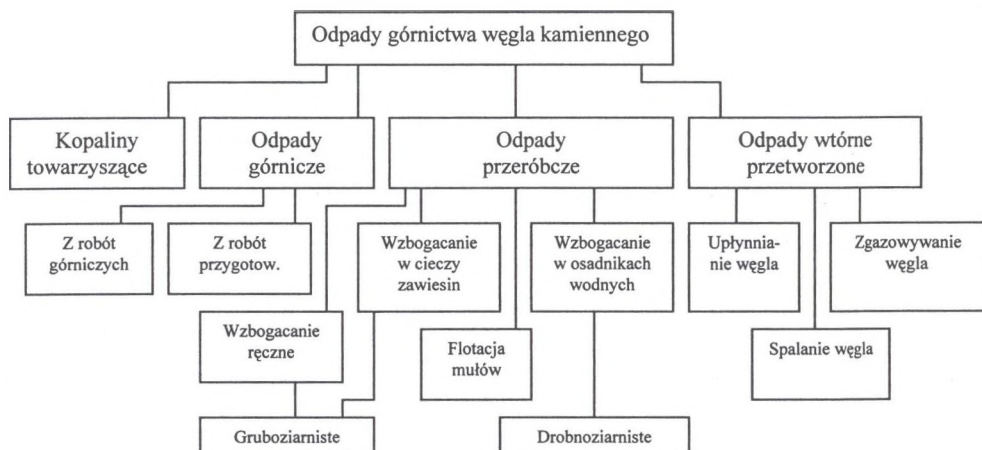 Odpady górnictwa węgla kamiennego
Kopaliny
towarzyszące
Odpady
górnicze
Odpady
przeróbcze
Odpady wtórne
przetworzone
Z robót
górniczych
Z robót
przygotow.
Wzbogacanie
w cieczy
zawiesin
Wzbogacanie
w osadnikach
wodnych
Upłynnia-
nie węgla
Zgazowywanie
węgla
Wzbogacanie
ręczne
Flotacja
mułów
Spalanie węgla
Gruboziarniste
Drobnoziarniste